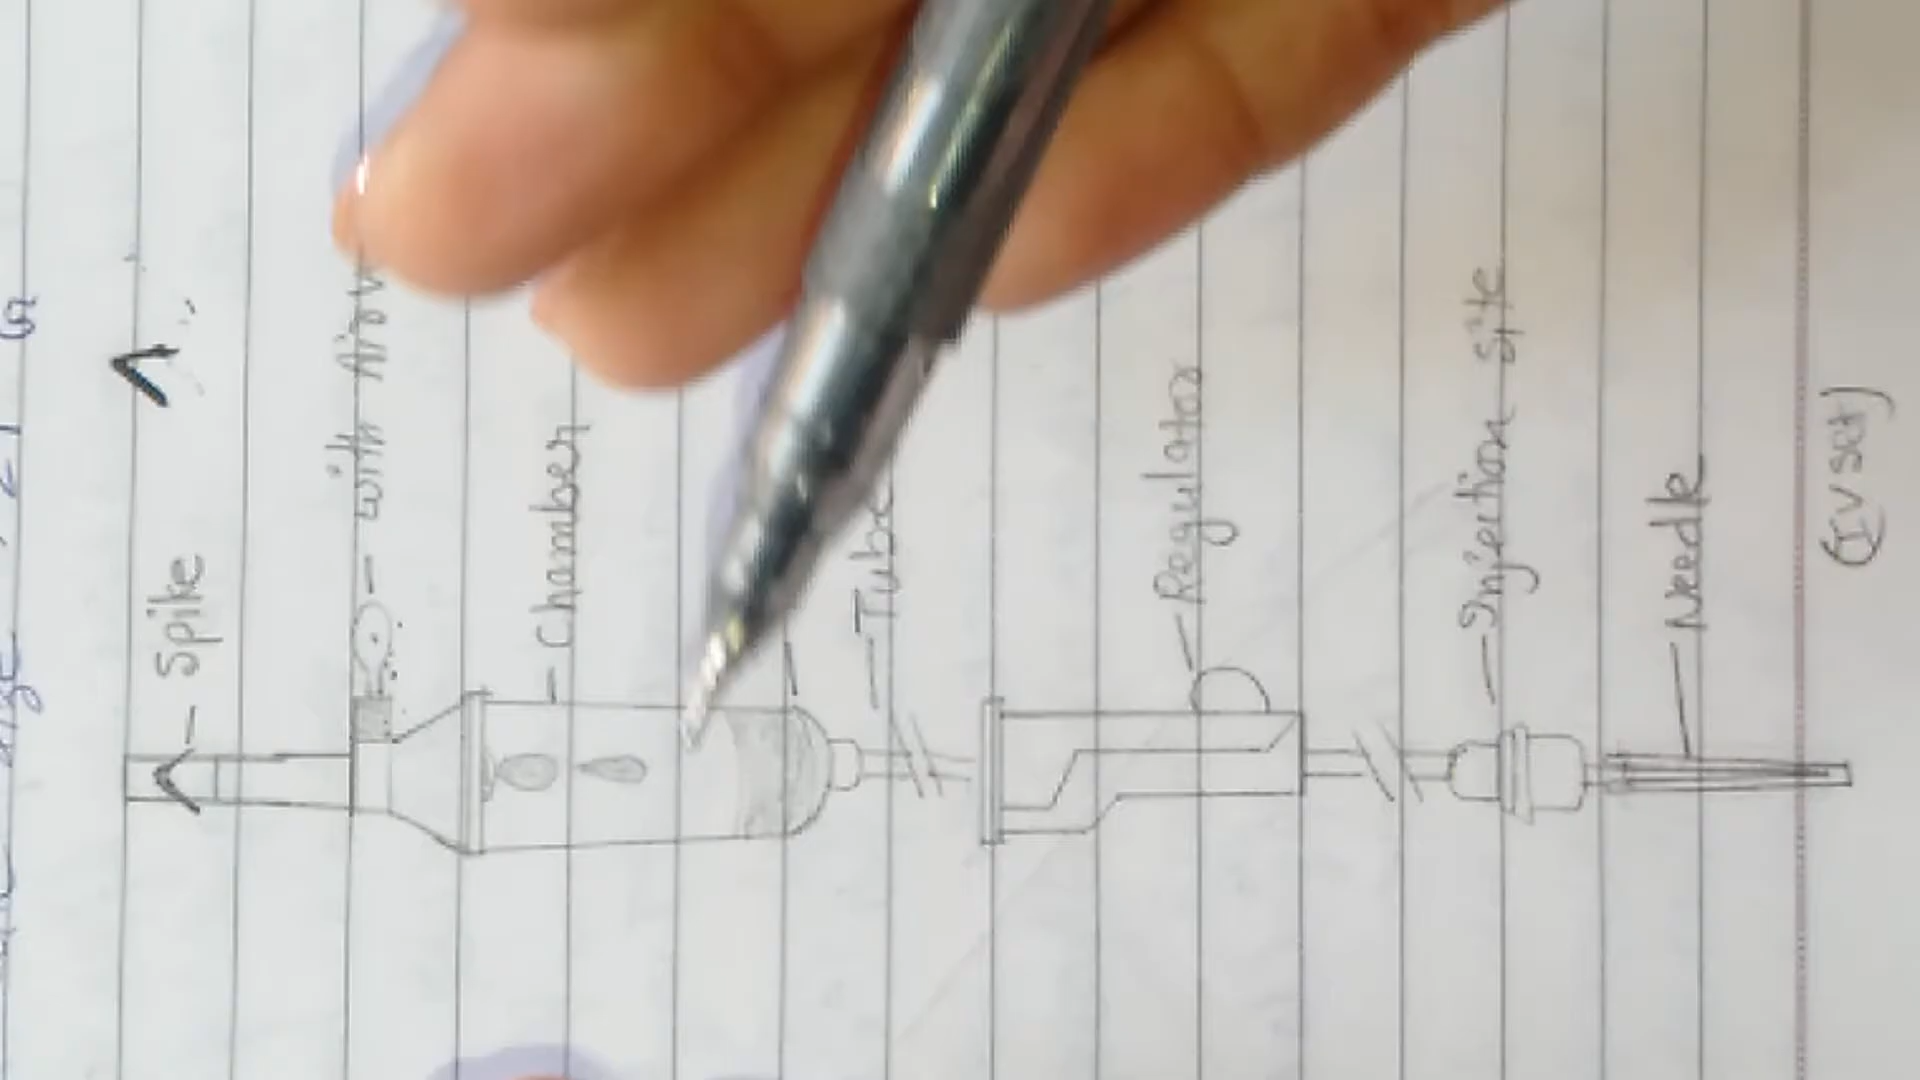 Spike
with Air
Chamber
Tube
Regulator
Injection site
Needle
(IV set)